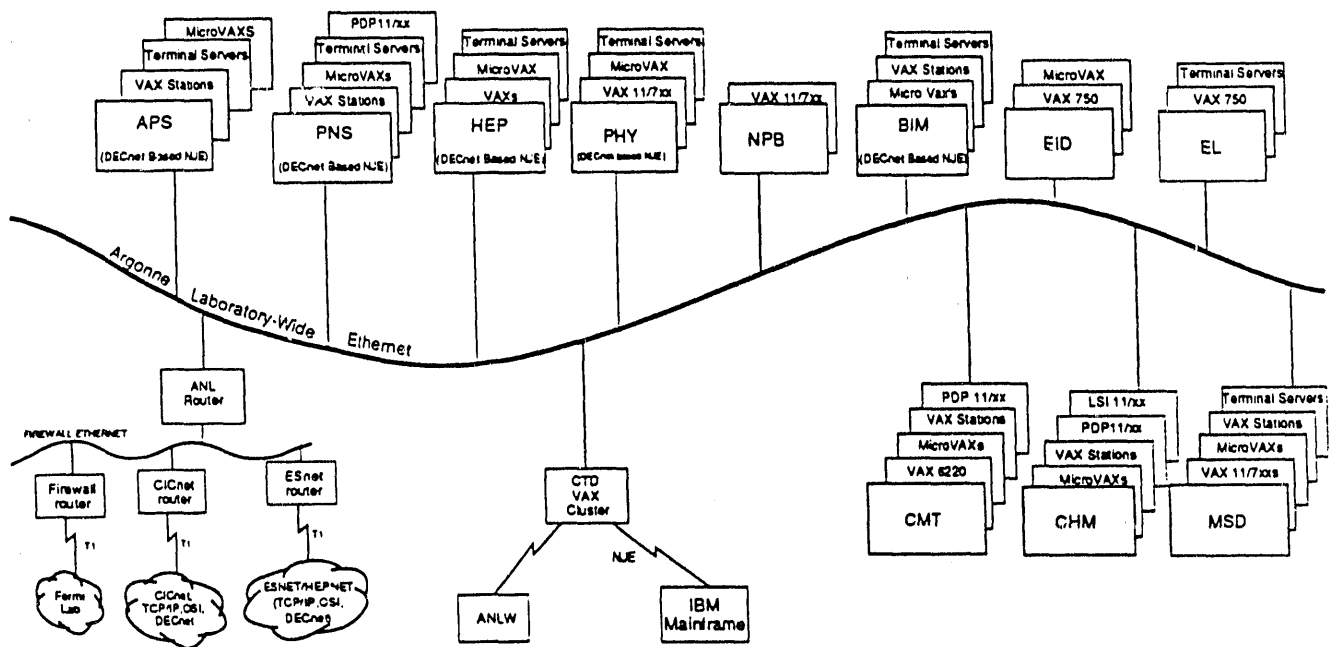 MicroVAXS
Terminal Servers
VAX Stations
APS
(DECnet Based NJE)
PDP11/xx
Terminal Servers
MicroVAXs
VAX Stations
PNS
(DECnet Based NJE)
Terminal Servers
MicroVAX
VAXs
HEP
(DECnet Based NJE)
Terminal Servers
MicroVAX
VAX 11/7xx
PHY
(DECnet based NJE)
VAX 11/7xx
NPB
Terminal Servers
VAX Stations
Micro Vax's
BIM
(DECnet Based NJE)
MicroVAX
VAX 750
EID
Terminal Servers
VAX 750
EL
Argonne Laboratory-Wide Ethernet
ANL
Router
FIREWALL ETHERNET
Firewall
router
CICnet
router
ESnet
router
T1
T1
T1
Fermi
Lab
CICnet,
TCP/IP,OSI,
DECnet
ESNET/HEPNET
(TCP/IP,OSI,
DECnet)
CTD
VAX
Cluster
NJE
ANLW
IBM
Mainframe
PDP 11/xx
VAX Stations
MicroVAXs
VAX 6220
CMT
LSI 11/xx
PDP11/xx
VAX Stations
MicroVAXs
CHM
Terminal Servers
VAX Stations
MicroVAXs
VAX 11/7xxs
MSD